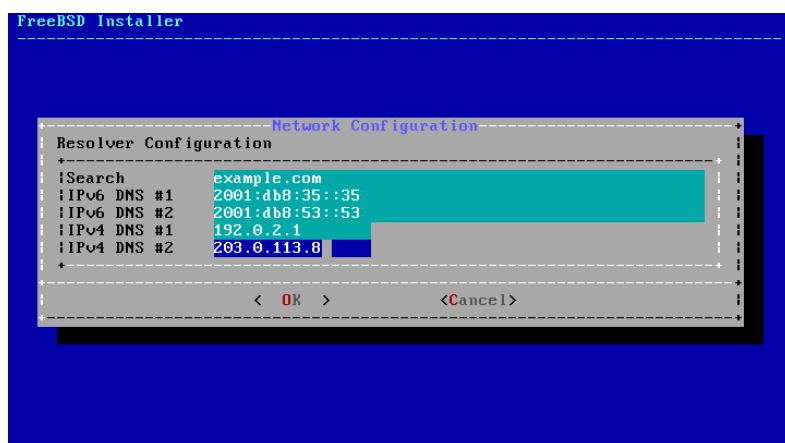 FreeBSD Installer
Network Configuration
Resolver Configuration
Search example.com
IPv6 DNS #1 2001:db8:35::35
IPv6 DNS #2 2001:db8:53::53
IPv4 DNS #1 192.0.2.1
IPv4 DNS #2 203.0.113.8
< OK > <Cancel>